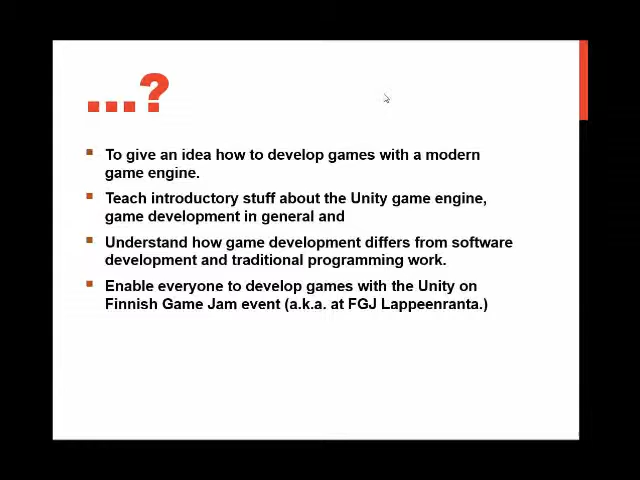 ...?
To give an idea how to develop games with a modern
game engine.
Teach introductory stuff about the Unity game engine,
game development in general and
Understand how game development differs from software
development and traditional programming work.
Enable everyone to develop games with the Unity on
Finnish Game Jam event (a.k.a. at FGJ Lappeenranta.)